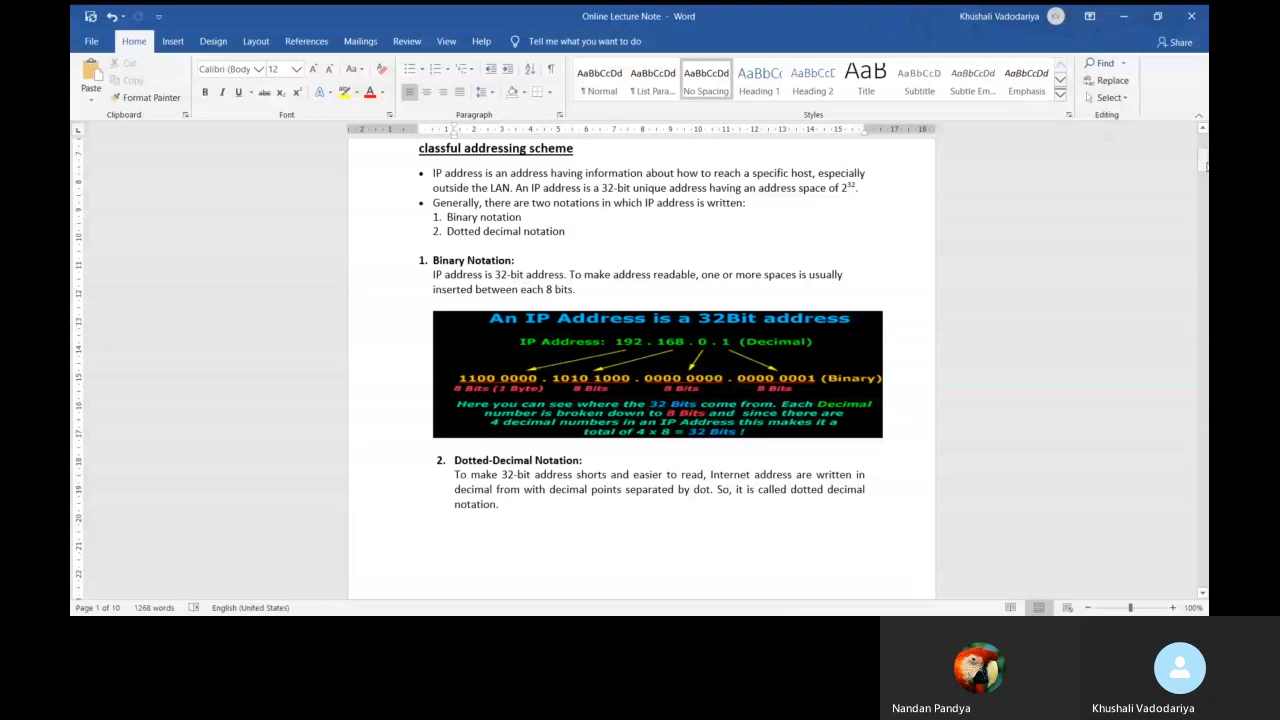 Online Lecture Note - Word
Khushali Vadodariya
KV
File Home Insert Design Layout References Mailings Review View Help Tell me what you want to do
Share
Paste
Cut
Copy
Format Painter
Clipboard
Calibri (Body 12
Font
Paragraph
AaBbCcDd AaBbCcDd AaBbCcDd AaBbCc AaBbCcE AaB AaBbCcD AaBbCcDd AaBbCcDd
¶ Normal ¶ List Para... No Spacing Heading 1 Heading 2 Title Subtitle Subtle Em... Emphasis
Styles
Find
Replace
Select
Editing
classful addressing scheme
• IP address is an address having information about how to reach a specific host, especially
outside the LAN. An IP address is a 32-bit unique address having an address space of 2³².
• Generally, there are two notations in which IP address is written:
1. Binary notation
2. Dotted decimal notation
1. Binary Notation:
IP address is 32-bit address. To make address readable, one or more spaces is usually
inserted between each 8 bits.
An IP Address is a 32Bit address
IP Address: 192 . 168 . 0 . 1 (Decimal)
1100 0000 . 1010 1000 . 0000 0000 . 0000 0001 (Binary)
8 Bits (1 Byte) 8 Bits 8 Bits 8 Bits
Here you can see where the 32 Bits come from. Each Decimal
number is broken down to 8 Bits and since there are
4 decimal numbers in an IP Address this makes it a
total of 4 x 8 = 32 Bits !
2. Dotted-Decimal Notation:
To make 32-bit address shorts and easier to read, Internet address are written in
decimal from with decimal points separated by dot. So, it is called dotted decimal
notation.
Page 1 of 10 1268 words English (United States)
100%
Nandan Pandya
Khushali Vadodariya